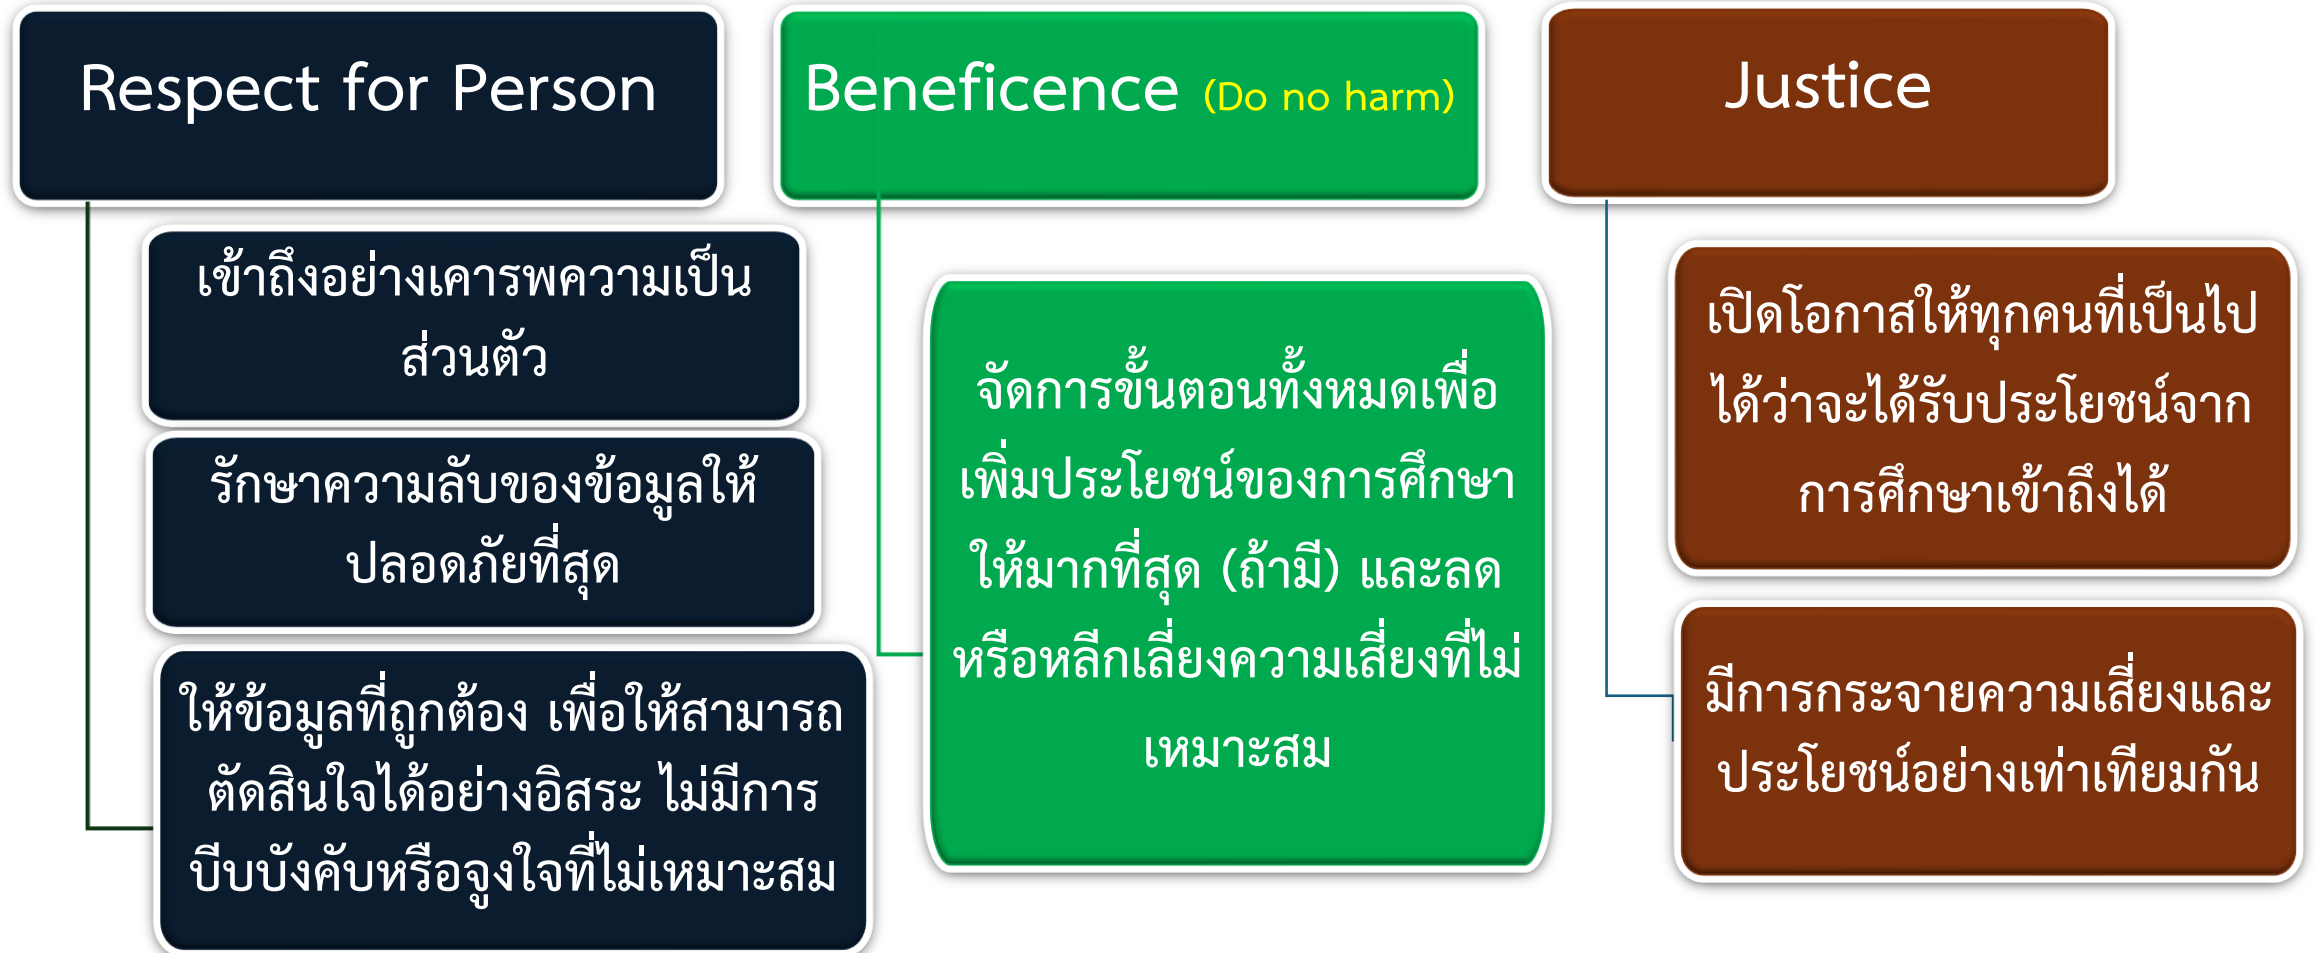 Respect for Person
เข้าถึงอย่างเคารพความเป็น
ส่วนตัว
รักษาความลับของข้อมูลให้
ปลอดภัยที่สุด
ให้ข้อมูลที่ถูกต้อง เพื่อให้สามารถ
ตัดสินใจได้อย่างอิสระ ไม่มีการ
บีบบังคับหรือจูงใจที่ไม่เหมาะสม
Beneficence (Do no harm)
จัดการขั้นตอนทั้งหมดเพื่อ
เพิ่มประโยชน์ของการศึกษา
ให้มากที่สุด (ถ้ามี) และลด
หรือหลีกเลี่ยงความเสี่ยงที่ไม่
เหมาะสม
Justice
เปิดโอกาสให้ทุกคนที่เป็นไป
ได้ว่าจะได้รับประโยชน์จาก
การศึกษาเข้าถึงได้
มีการกระจายความเสี่ยงและ
ประโยชน์อย่างเท่าเทียมกัน